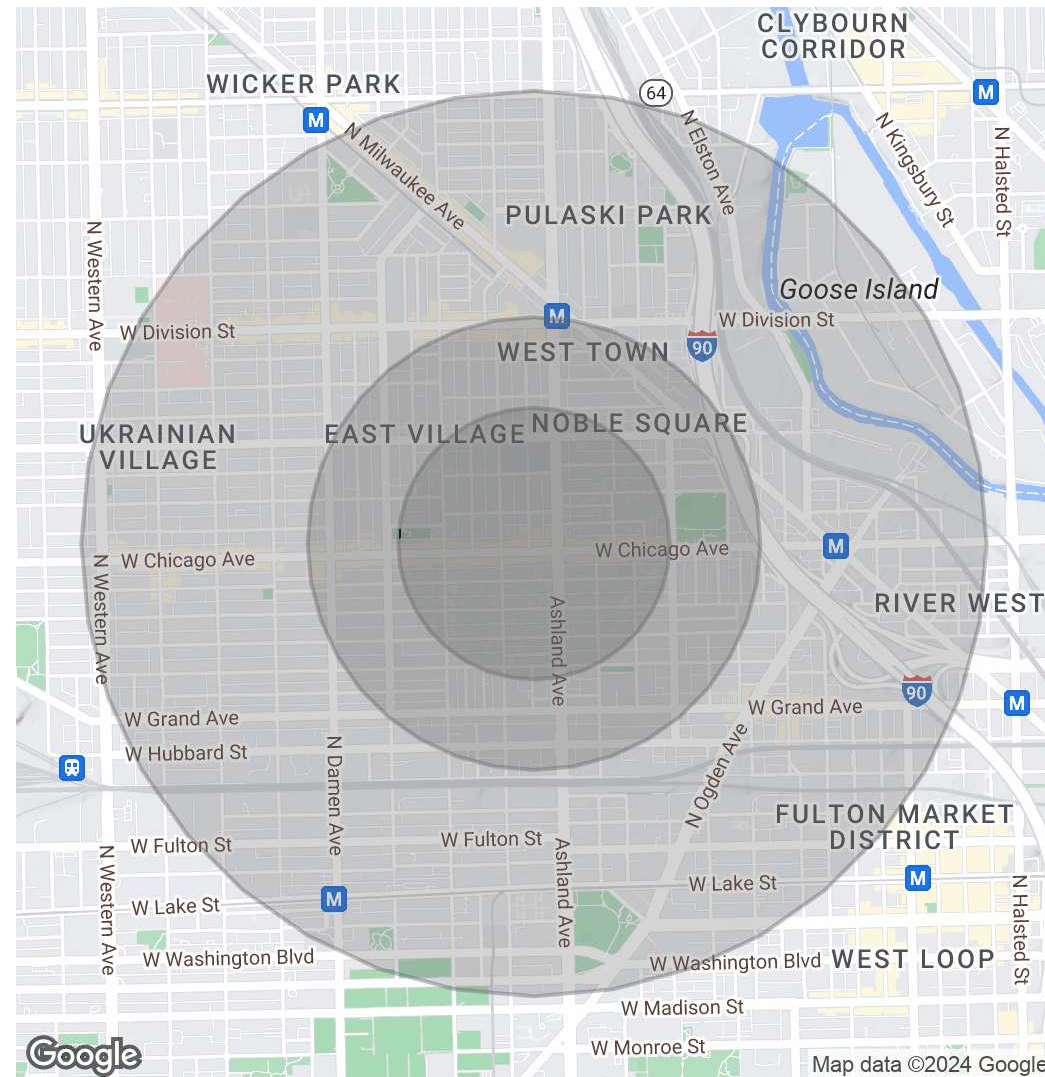 CLYBOURN
CORRIDOR
WICKER PARK
64
M
M
N Milwaukee Ave
N Elston Ave
N Kingsbury St
N Halsted St
PULASKI PARK
N Western Ave
Goose Island
W Division St
M
W Division St
90
WEST TOWN
UKRAINIAN
VILLAGE
EAST VILLAGE
NOBLE SQUARE
W Chicago Ave
W Chicago Ave
M
N Western Ave
Ashland Ave
RIVER WEST
90
M
W Grand Ave
W Grand Ave
W Hubbard St
N Damen Ave
N Ogden Ave
FULTON MARKET
DISTRICT
W Fulton St
W Fulton St
Ashland Ave
N Western Ave
M
W Lake St
M
W Lake St
N Halsted St
W Washington Blvd
W Washington Blvd
WEST LOOP
W Madison St
W Monroe St
Google
Map data ©2024 Google